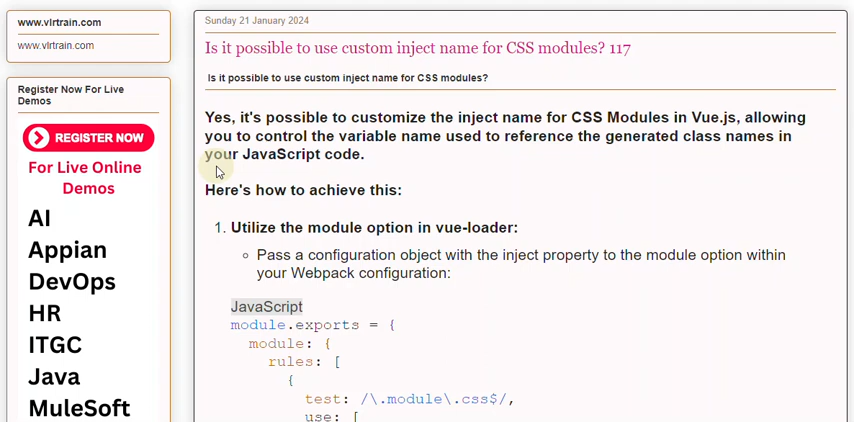 www.vlrtrain.com
www.vlrtrain.com
Register Now For Live
Demos
REGISTER NOW
For Live Online
Demos
AI
Appian
DevOps
HR
ITGC
Java
MuleSoft
Sunday 21 January 2024
Is it possible to use custom inject name for CSS modules? 117
Is it possible to use custom inject name for CSS modules?
Yes, it's possible to customize the inject name for CSS Modules in Vue.js, allowing
you to control the variable name used to reference the generated class names in
your JavaScript code.
Here's how to achieve this:
1. Utilize the module option in vue-loader:
Pass a configuration object with the inject property to the module option within
your Webpack configuration:
JavaScript
module.exports = {
module: {
rules: [
{
test: /\.module\.css$/,
use: [